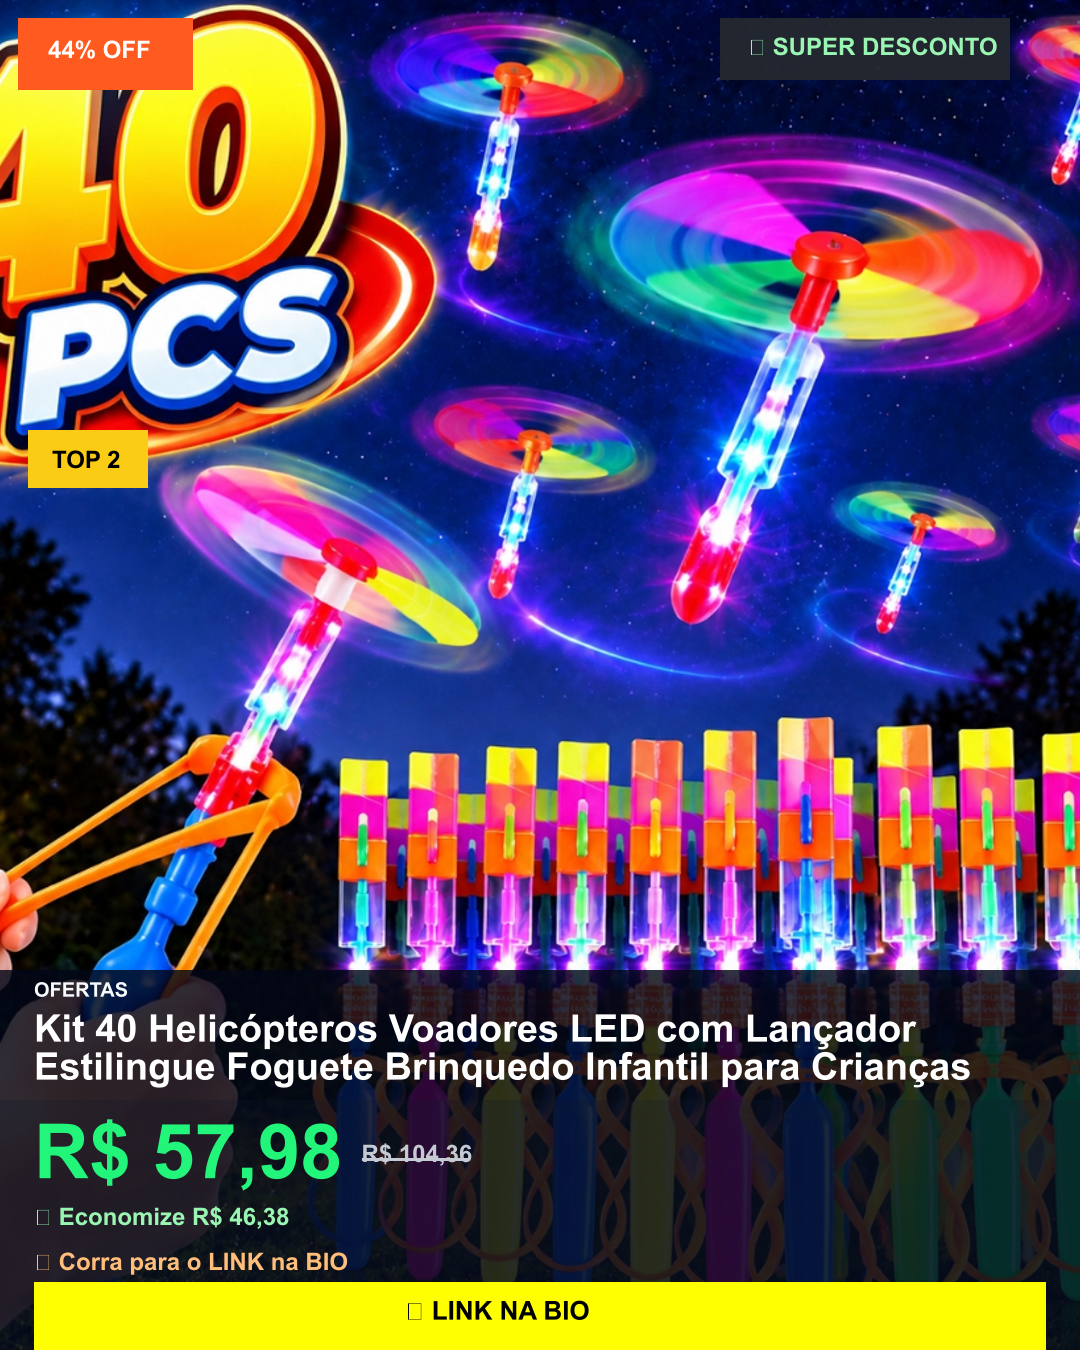 44% OFF
SUPER DESCONTO
40
PCS
TOP 2
OFERTAS
Kit 40 Helicópteros Voadores LED com Lançador
Estilingue Foguete Brinquedo Infantil para Crianças
R$ 57,98 R$ 104,36
Economize R$ 46,38
Corra para o LINK na BIO
LINK NA BIO